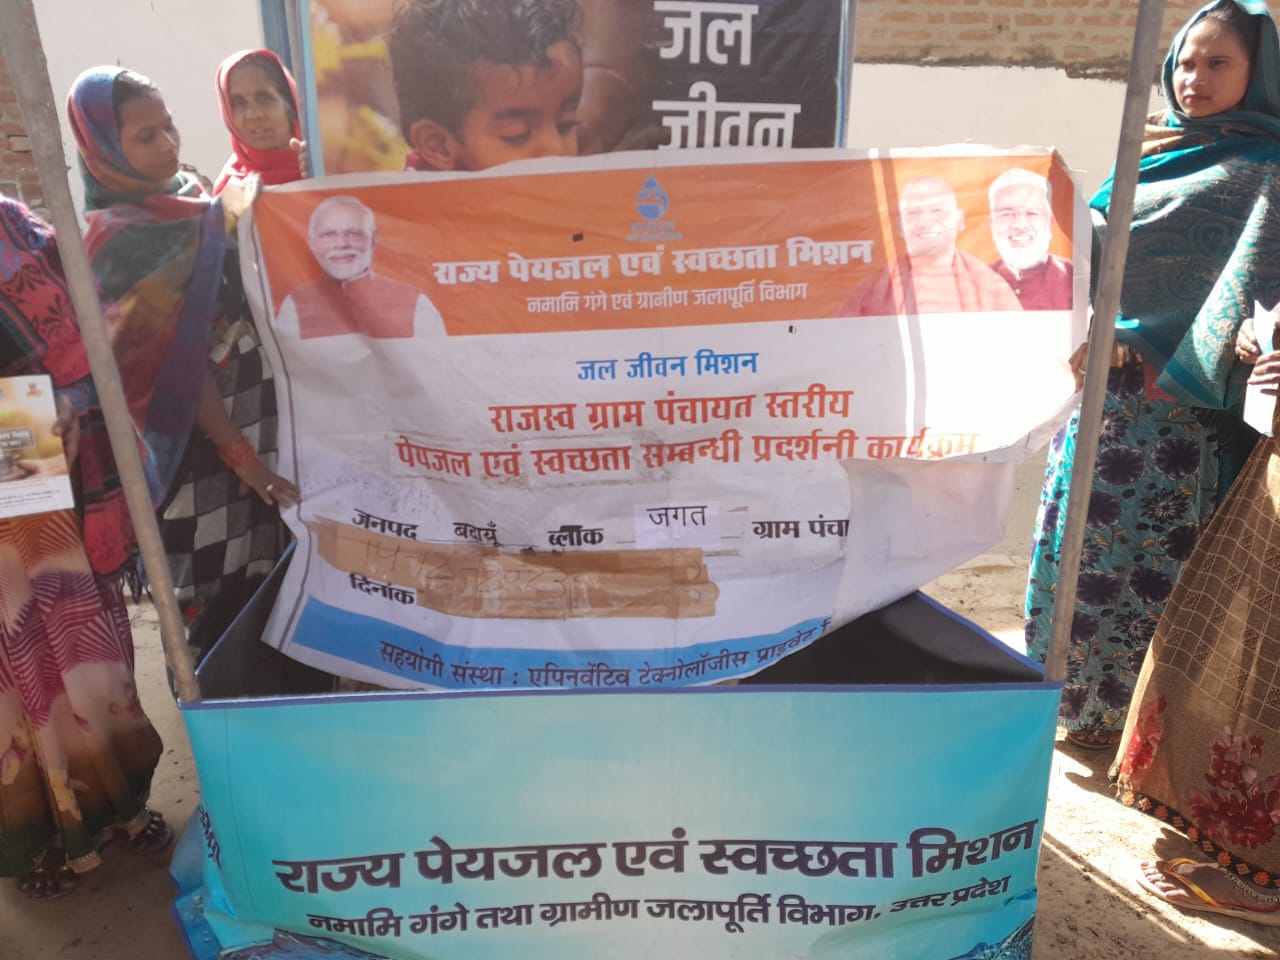 जल
जीवन
राज्य पेयजल एवं स्वच्छता मिशन
नमामि गंगे एवं ग्रामीण जलापूर्ति विभाग
जल जीवन मिशन
राजस्व ग्राम पंचायत स्तरीय
पेयजल एवं स्वच्छता सम्बन्धी प्रदर्शनी कार्यक्रम
जनपद बदायूँ ब्लॉक जगत ग्राम पंचा
दिनांक
सहयोगी संस्था : एपिनर्वेटिव टेक्नोलॉजीस प्राइवेट
राज्य पेयजल एवं स्वच्छता मिशन
नमामि गंगे तथा ग्रामीण जलापूर्ति विभाग, उत्तर प्रदेश